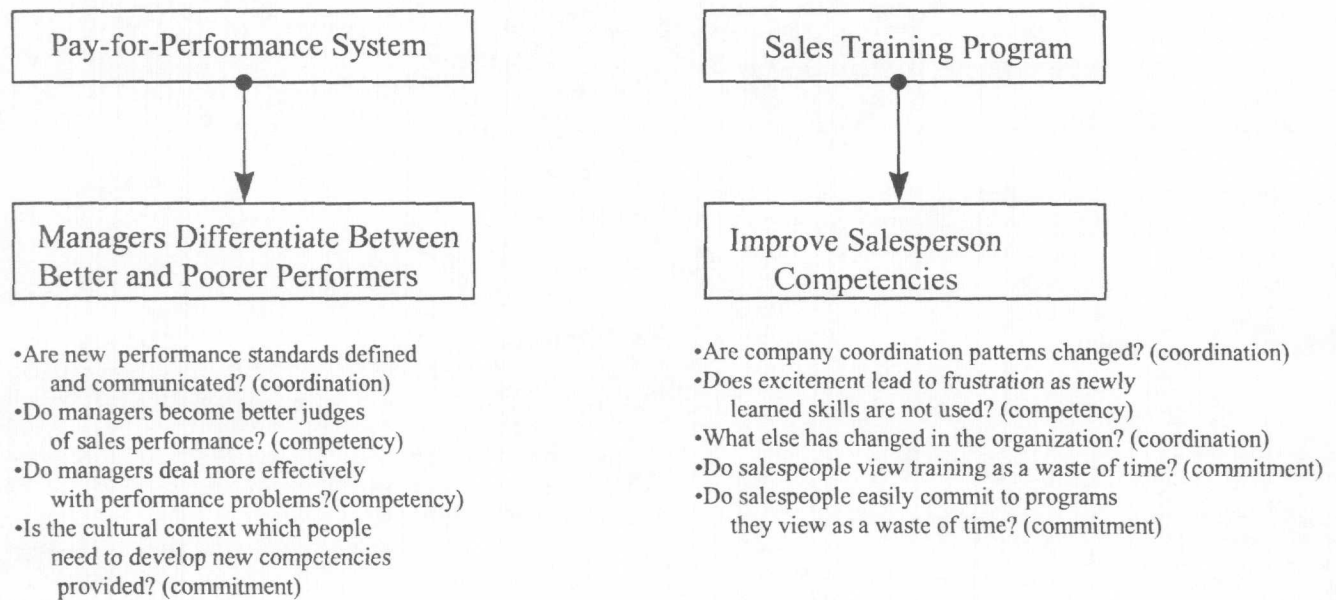 Pay-for-Performance System
Managers Differentiate Between
Better and Poorer Performers
•Are new performance standards defined
and communicated? (coordination)
•Do managers become better judges
of sales performance? (competency)
•Do managers deal more effectively
with performance problems?(competency)
•Is the cultural context which people
need to develop new competencies
provided? (commitment)
Sales Training Program
Improve Salesperson
Competencies
•Are company coordination patterns changed? (coordination)
•Does excitement lead to frustration as newly
learned skills are not used? (competency)
•What else has changed in the organization? (coordination)
•Do salespeople view training as a waste of time? (commitment)
•Do salespeople easily commit to programs
they view as a waste of time? (commitment)